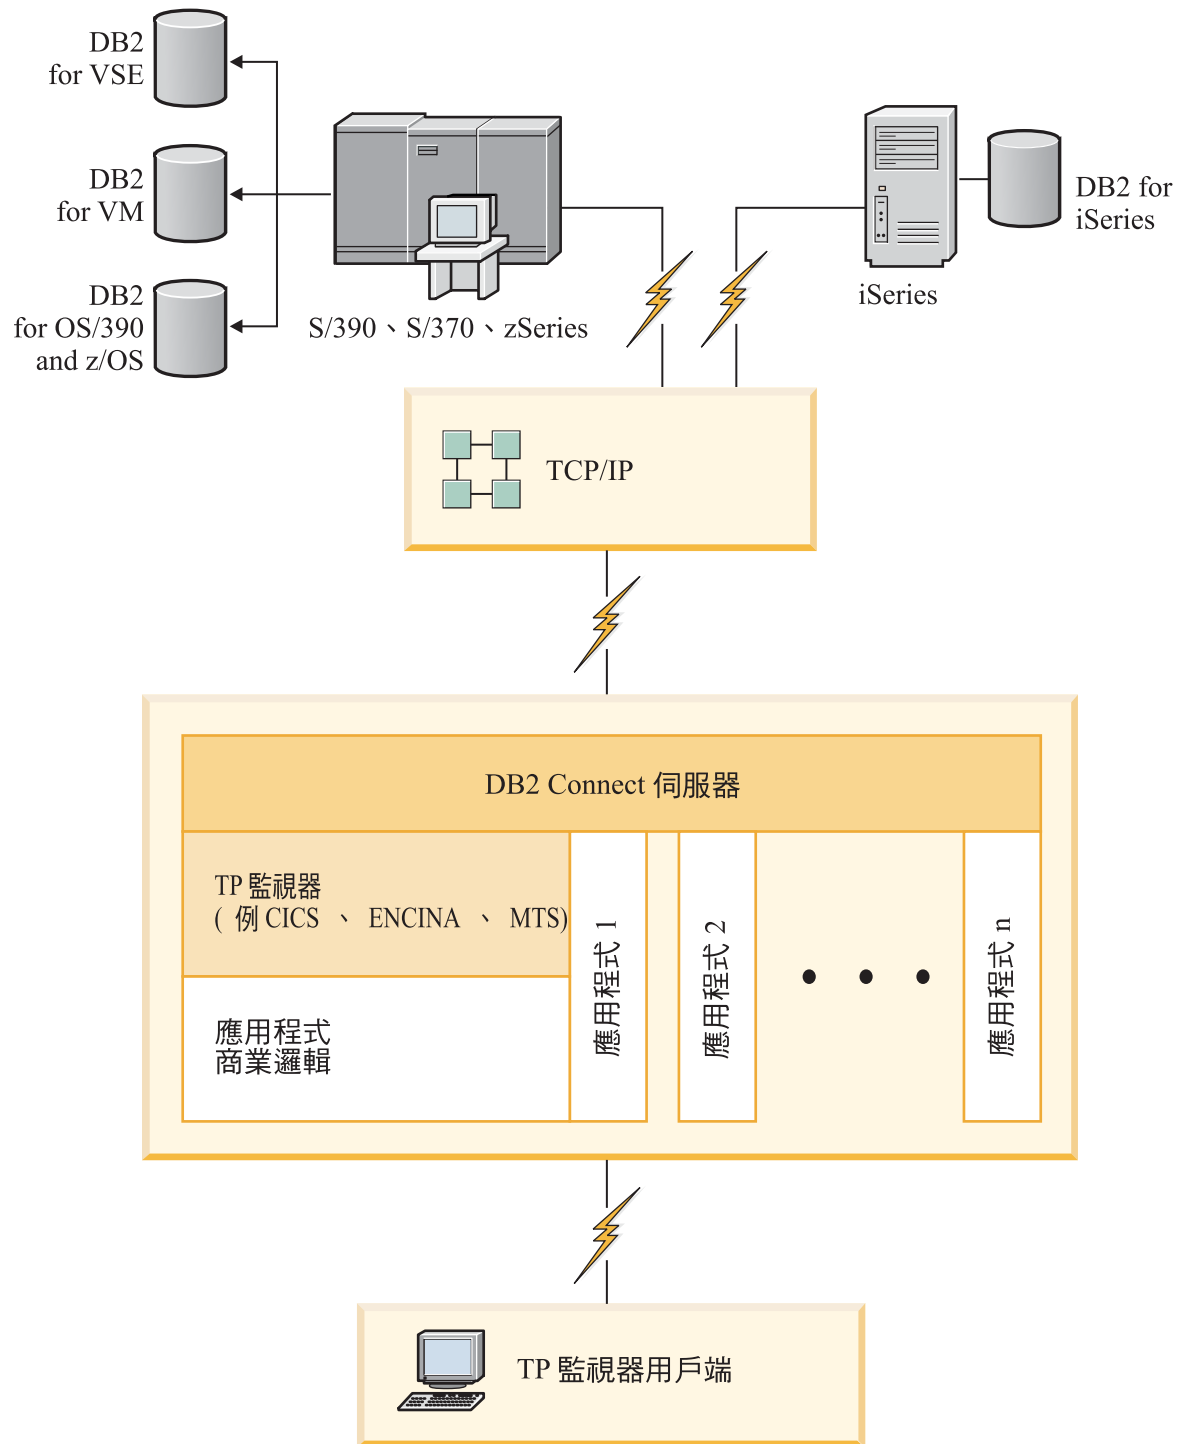 DB2
for VSE
DB2
for VM
DB2
for OS/390
and z/OS
S/390、S/370、zSeries
DB2 for
iSeries
iSeries
TCP/IP
DB2 Connect 伺服器
TP 監視器
( 例 CICS 、 ENCINA 、 MTS)
應用程式
商業邏輯
應用程式 1
應用程式 2
應用程式 n
TP 監視器用戶端